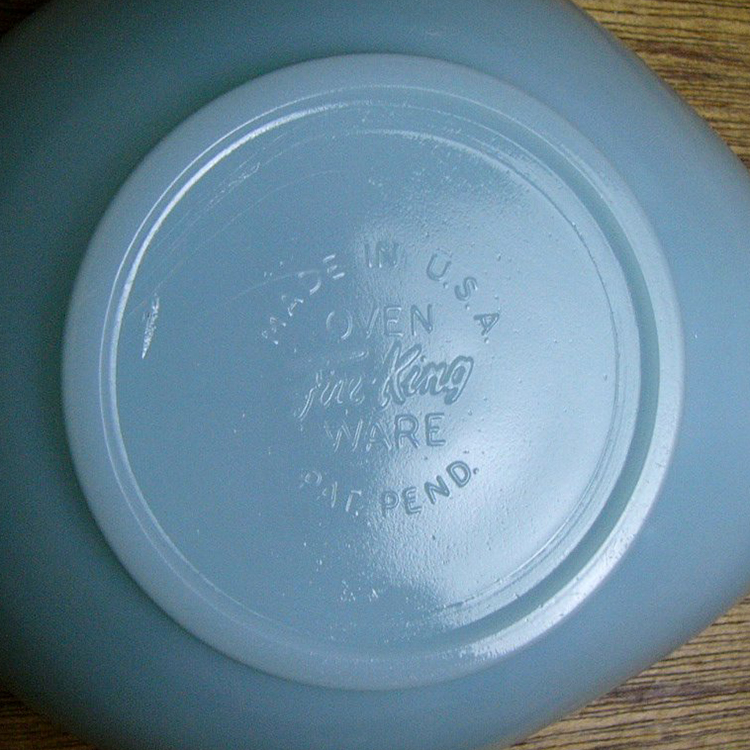 MADE IN U.S.A.
OVEN
Fire-King
WARE
PAT. PEND.